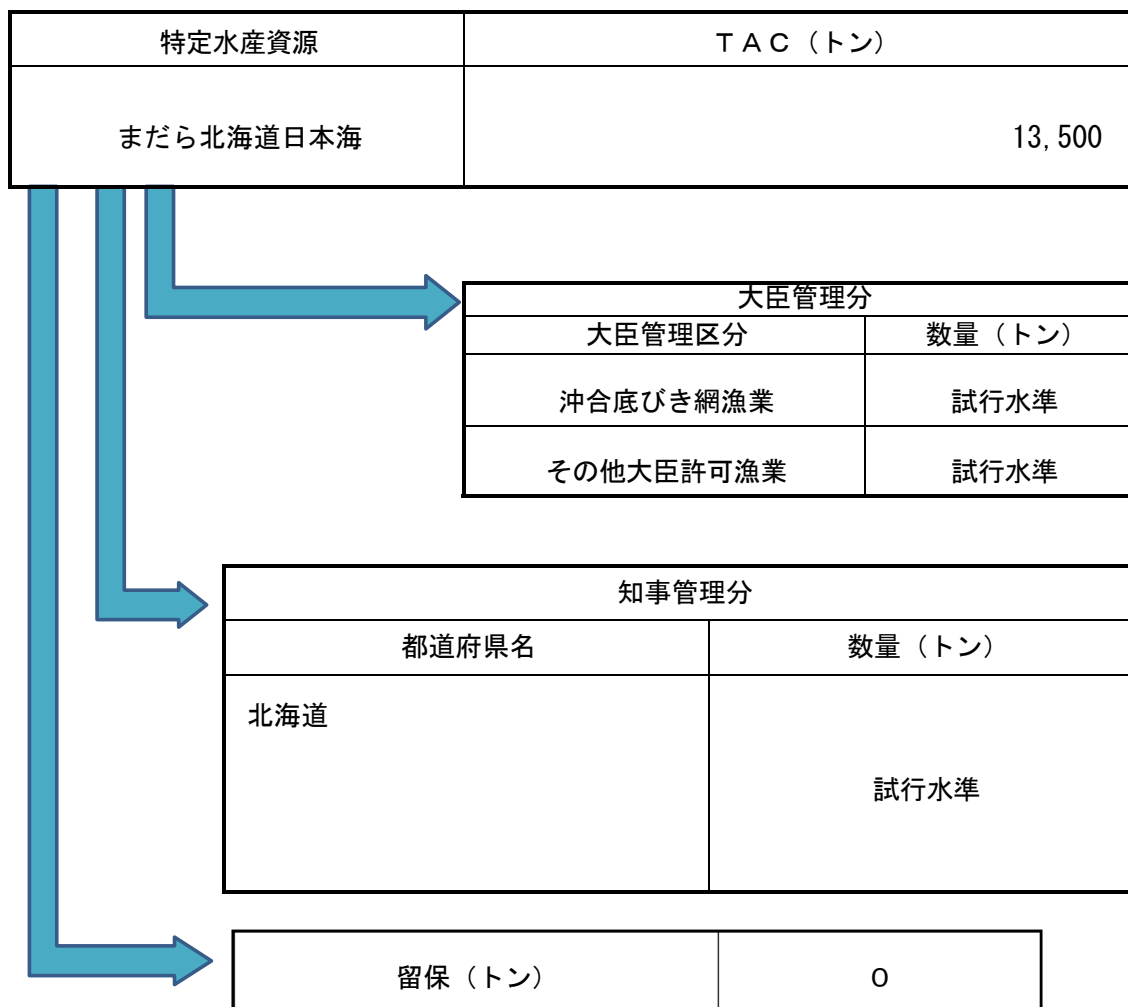 特定水産資源 ＴＡＣ（トン）
まだら北海道日本海 13,500
大臣管理分
大臣管理区分 数量（トン）
沖合底びき網漁業 試行水準
その他大臣許可漁業 試行水準
知事管理分
都道府県名 数量（トン）
北海道
試行水準
留保（トン） ０